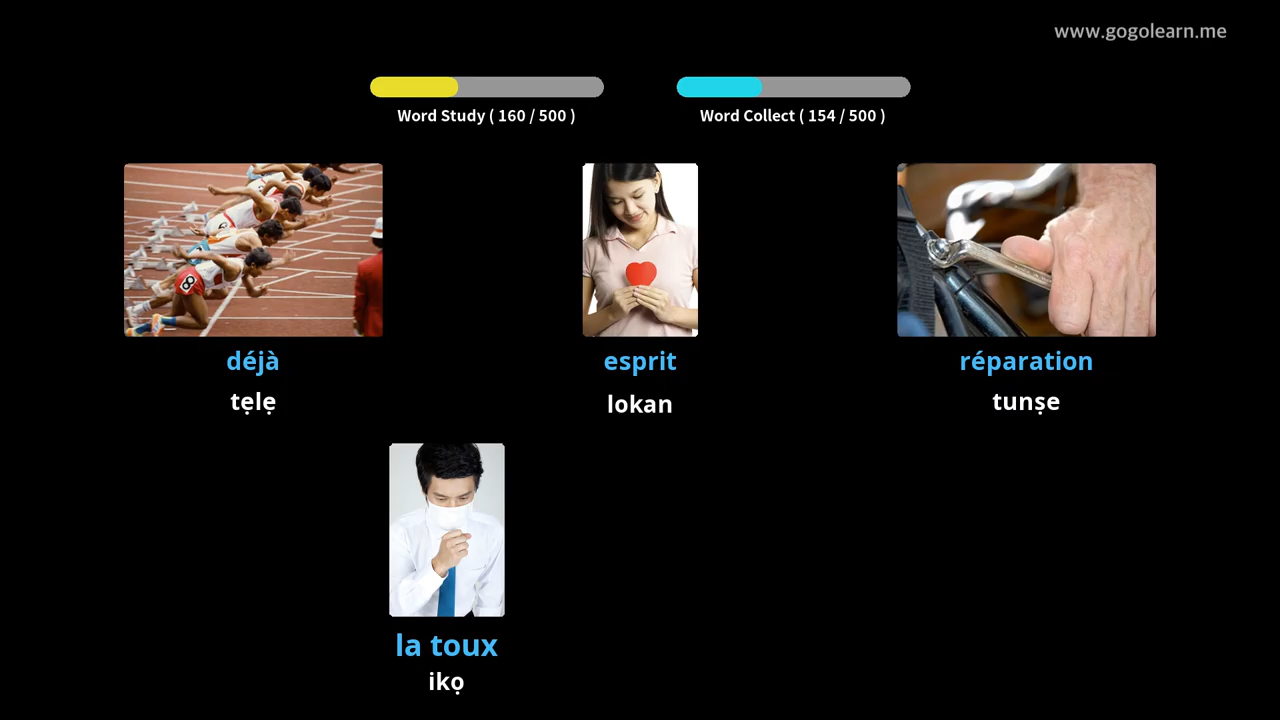 www.gogolearn.me
Word Study ( 160 / 500 )
Word Collect ( 154 / 500 )
8
déjà
esprit
réparation
tẹlẹ
lokan
tunṣe
la toux
ikọ